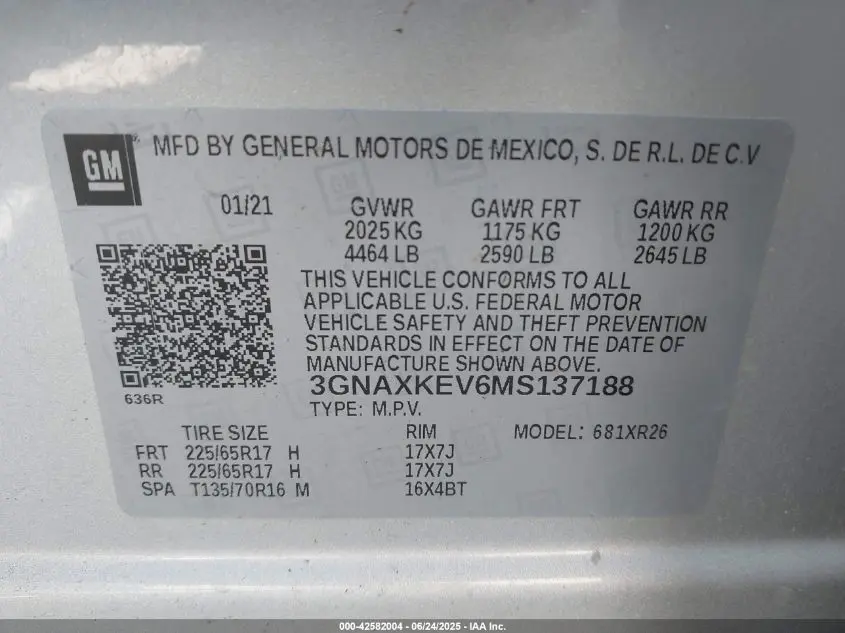 GM
MFD BY GENERAL MOTORS DE MEXICO, S. DE R.L. DE C.V
01/21 GVWR GAWR FRT GAWR RR
2025 KG 1175 KG 1200 KG
4464 LB 2590 LB 2645 LB
THIS VEHICLE CONFORMS TO ALL
APPLICABLE U.S. FEDERAL MOTOR
VEHICLE SAFETY AND THEFT PREVENTION
STANDARDS IN EFFECT ON THE DATE OF
MANUFACTURE SHOWN ABOVE.
636R 3GNAXKEV6MS137188
TYPE: M.P.V.
TIRE SIZE RIM MODEL: 681XR26
FRT 225/65R17 H 17X7J
RR 225/65R17 H 17X7J
SPA T135/70R16 M 16X4BT
000-42582004 - 06/24/2025 - IAA Inc.